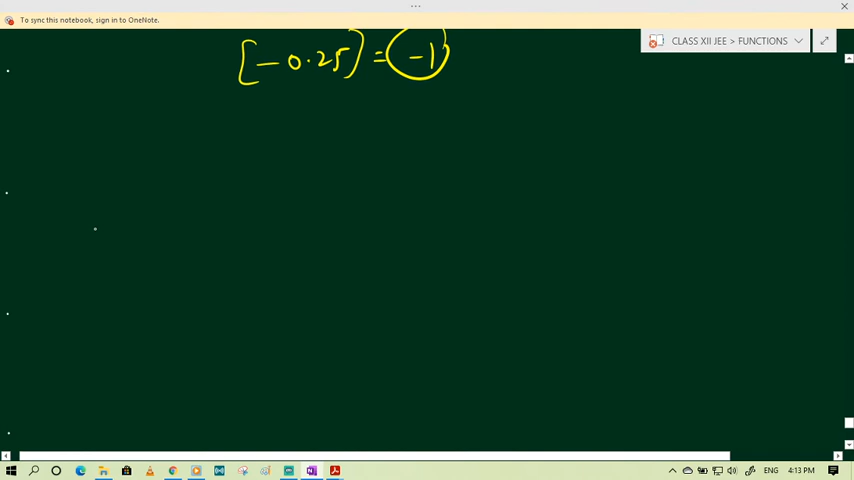 To sync this notebook, sign in to OneNote.
CLASS XII JEE > FUNCTIONS
[-0.25] = -1
ENG 4:13 PM